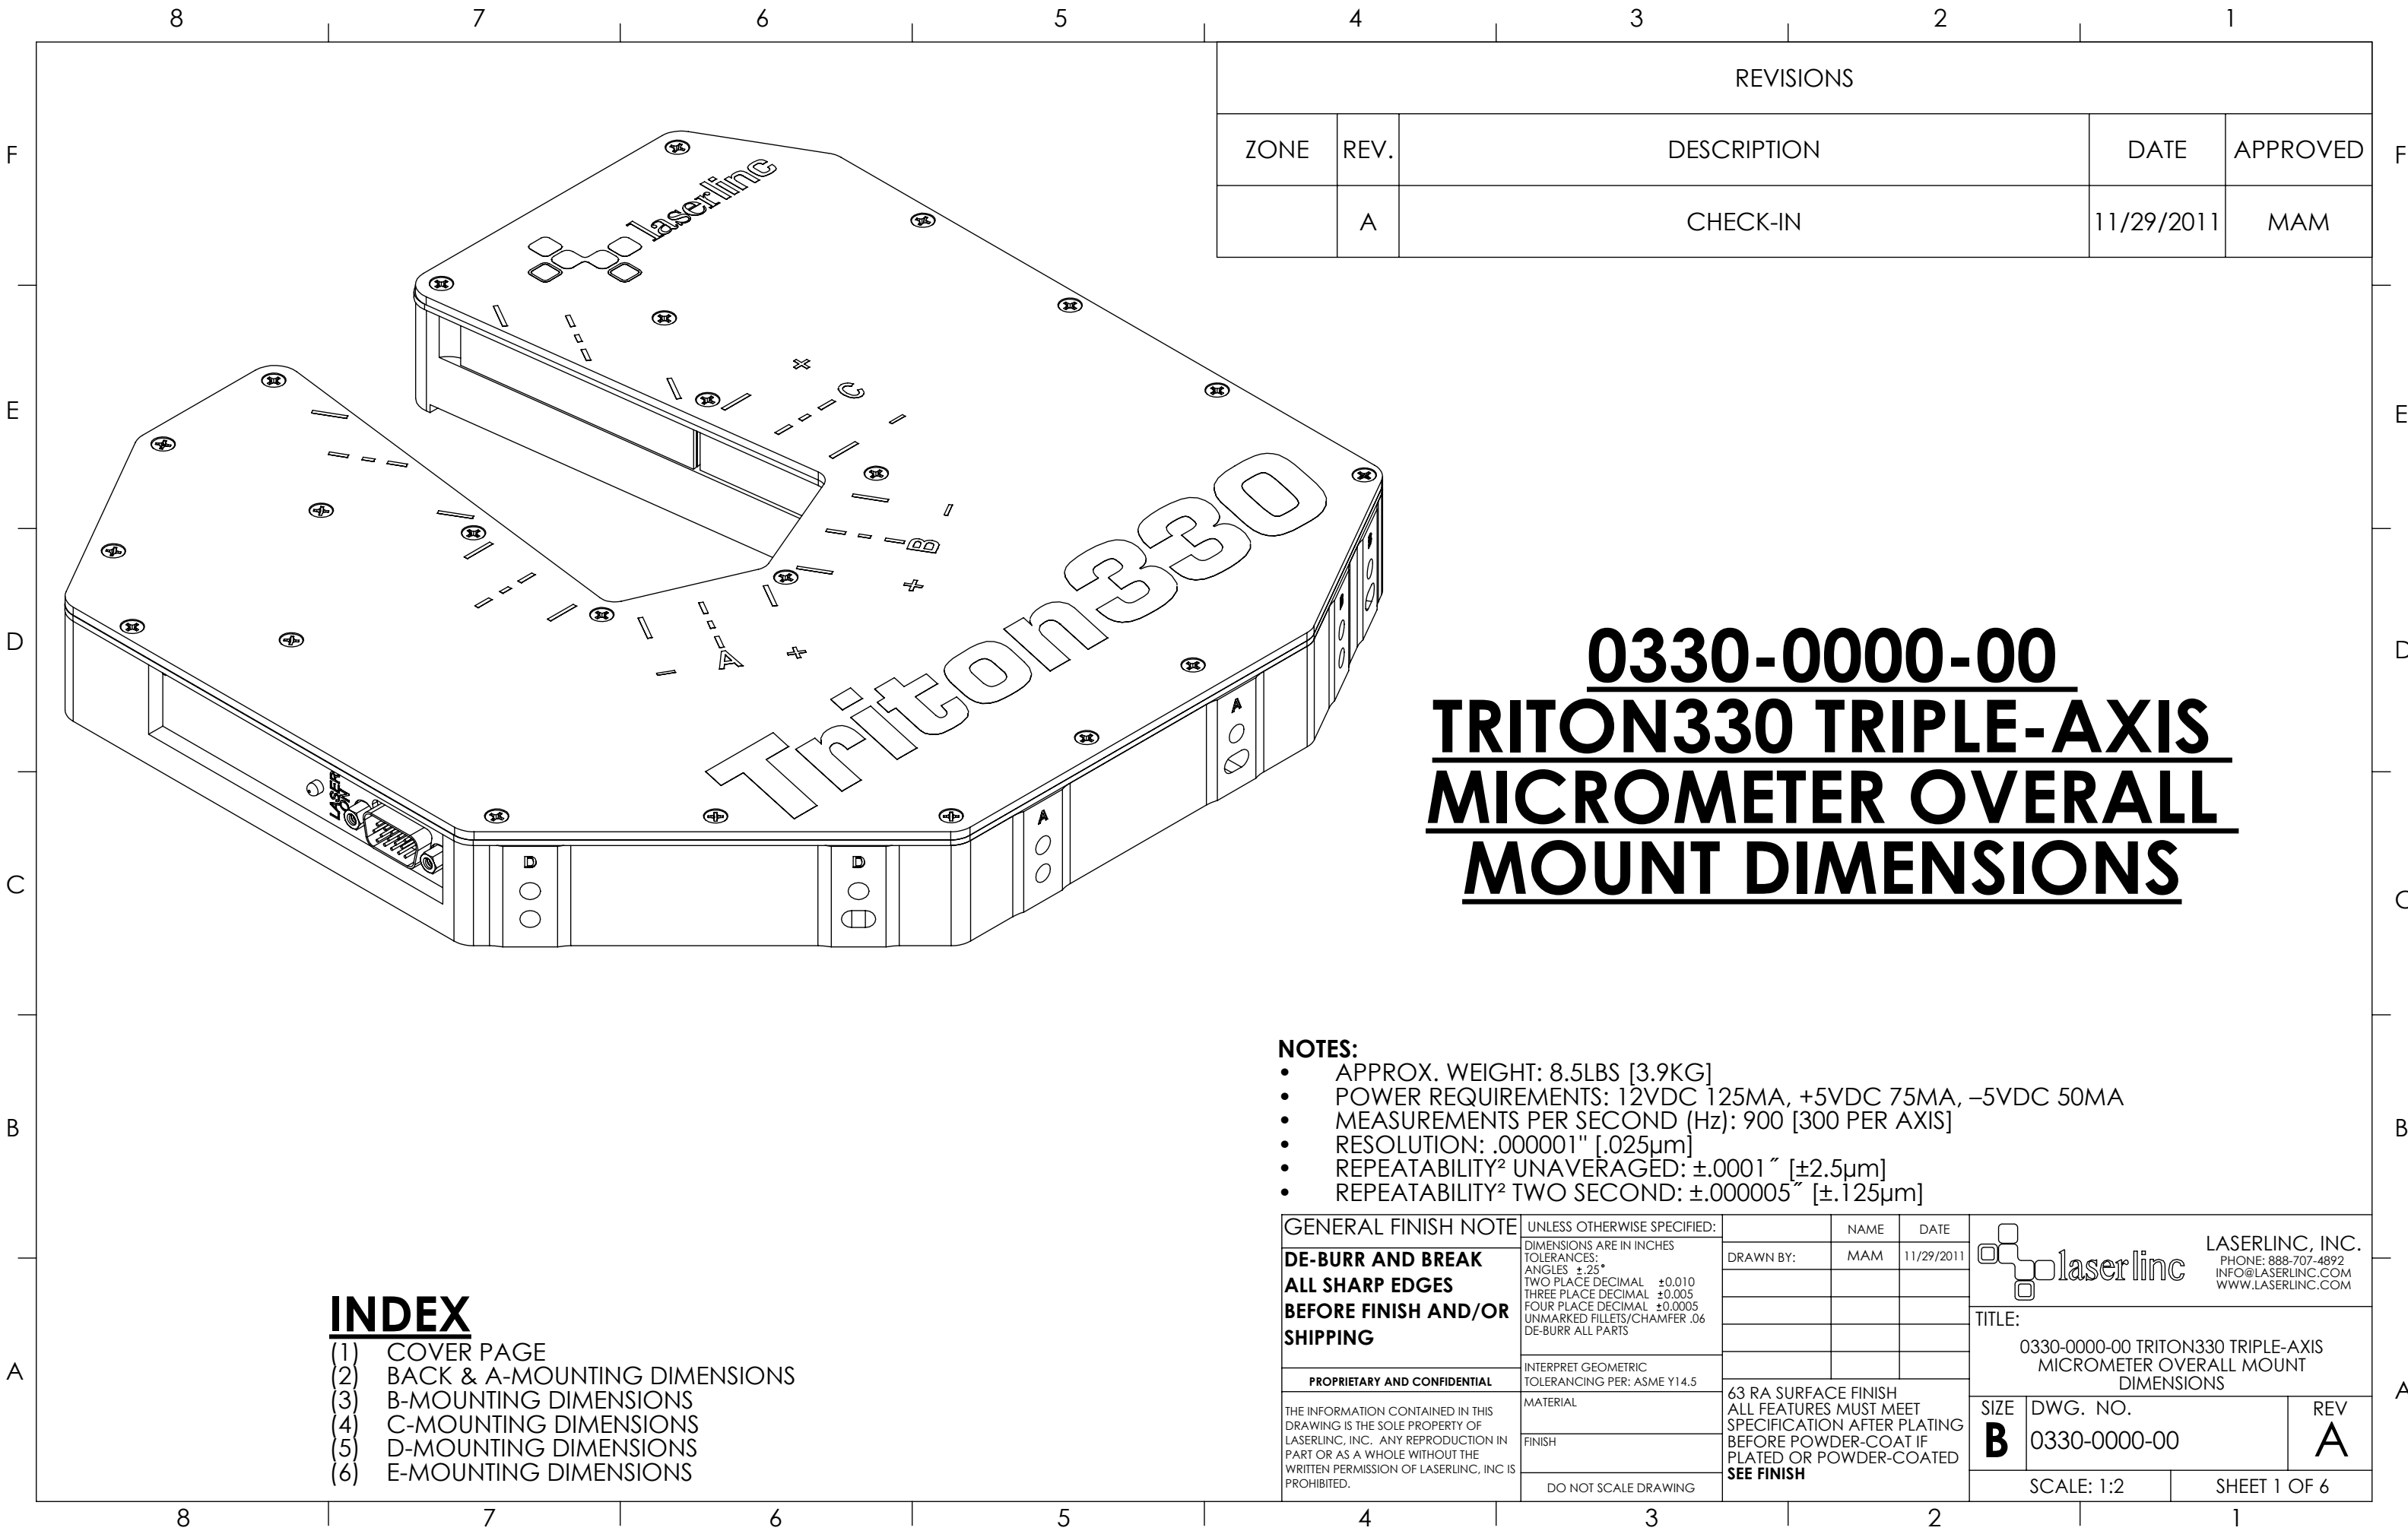 8 7 6 5 4 3 2 1
REVISIONS
ZONE REV. DESCRIPTION DATE APPROVED
A CHECK-IN 11/29/2011 MAM
F F
E E
D D
C C
B B
A A
laserlinc
+ C –
– B +
– A +
Triton330
LASER
ON
D D A A B B
0330-0000-00
TRITON330 TRIPLE-AXIS
MICROMETER OVERALL
MOUNT DIMENSIONS
NOTES:
• APPROX. WEIGHT: 8.5LBS [3.9KG]
• POWER REQUIREMENTS: 12VDC 125MA, +5VDC 75MA, –5VDC 50MA
• MEASUREMENTS PER SECOND (Hz): 900 [300 PER AXIS]
• RESOLUTION: .000001" [.025µm]
• REPEATABILITY² UNAVERAGED: ±.0001˝ [±2.5µm]
• REPEATABILITY² TWO SECOND: ±.000005˝ [±.125µm]
INDEX
(1) COVER PAGE
(2) BACK & A-MOUNTING DIMENSIONS
(3) B-MOUNTING DIMENSIONS
(4) C-MOUNTING DIMENSIONS
(5) D-MOUNTING DIMENSIONS
(6) E-MOUNTING DIMENSIONS
GENERAL FINISH NOTE
DE-BURR AND BREAK
ALL SHARP EDGES
BEFORE FINISH AND/OR
SHIPPING
PROPRIETARY AND CONFIDENTIAL
THE INFORMATION CONTAINED IN THIS
DRAWING IS THE SOLE PROPERTY OF
LASERLINC, INC. ANY REPRODUCTION IN
PART OR AS A WHOLE WITHOUT THE
WRITTEN PERMISSION OF LASERLINC, INC IS
PROHIBITED.
UNLESS OTHERWISE SPECIFIED:
DIMENSIONS ARE IN INCHES
TOLERANCES:
ANGLES ±.25°
TWO PLACE DECIMAL ±0.010
THREE PLACE DECIMAL ±0.005
FOUR PLACE DECIMAL ±0.0005
UNMARKED FILLETS/CHAMFER .06
DE-BURR ALL PARTS
INTERPRET GEOMETRIC
TOLERANCING PER: ASME Y14.5
MATERIAL
FINISH
DO NOT SCALE DRAWING
NAME DATE
DRAWN BY: MAM 11/29/2011
63 RA SURFACE FINISH
ALL FEATURES MUST MEET
SPECIFICATION AFTER PLATING
BEFORE POWDER-COAT IF
PLATED OR POWDER-COATED
SEE FINISH
laserlinc
LASERLINC, INC.
PHONE: 888-707-4892
INFO@LASERLINC.COM
WWW.LASERLINC.COM
TITLE:
0330-0000-00 TRITON330 TRIPLE-AXIS
MICROMETER OVERALL MOUNT
DIMENSIONS
SIZE DWG. NO. REV
B 0330-0000-00 A
SCALE: 1:2 SHEET 1 OF 6
8 7 6 5 4 3 2 1